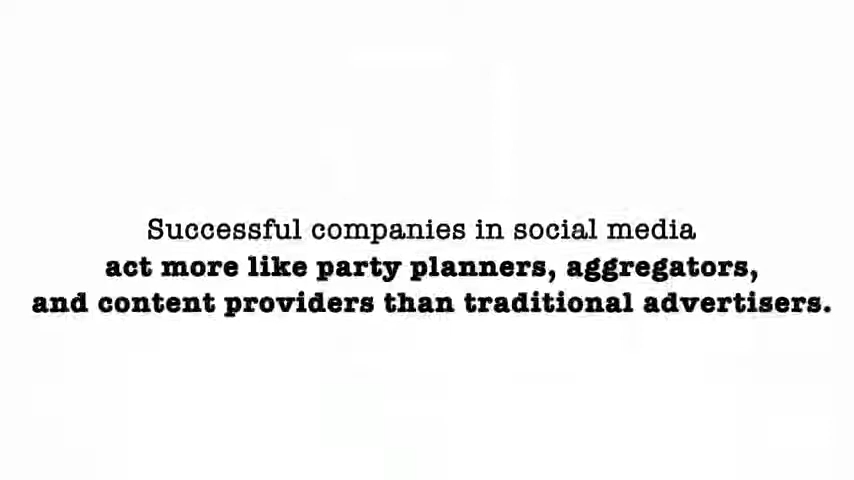 Successful companies in social media
act more like party planners, aggregators,
and content providers than traditional advertisers.